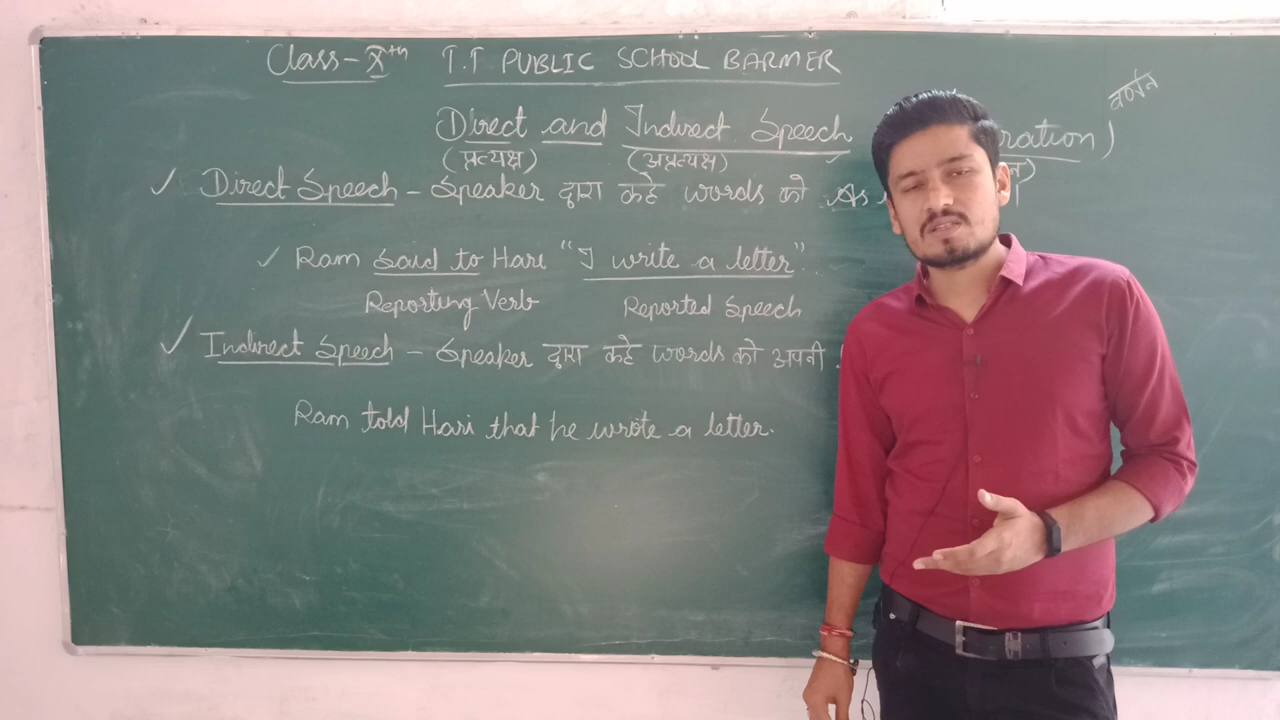 Class-Xth T.T PUBLIC SCHOOL BARMER
वर्णन
Direct and Indirect Speech ration)
(प्रत्यक्ष) (अप्रत्यक्ष)
✓ Direct Speech - Speaker द्वारा कहे words को As
✓ Ram said to Hari "I write a letter".
Reporting Verb Reported Speech
✓ Indirect Speech - Speaker द्वारा कहे words को अपनी
Ram told Hari that he wrote a letter.